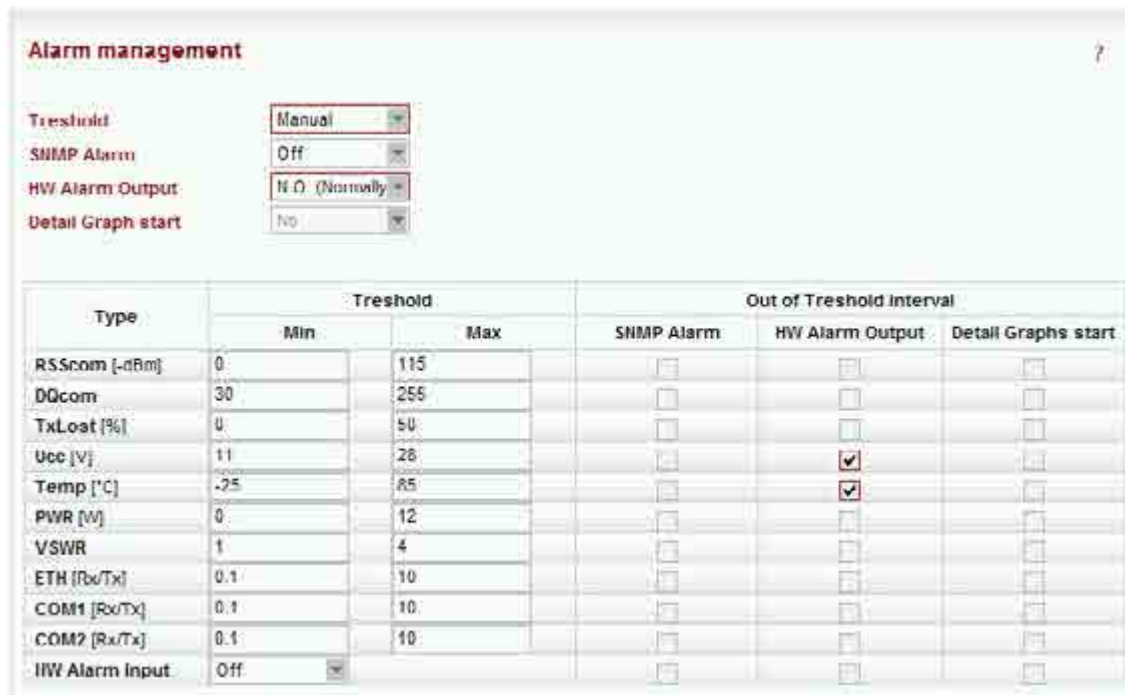 Alarm management
?
Treshold Manual
SNMP Alarm Off
HW Alarm Output N.O. (Normally
Detail Graph start No
Type Treshold Out of Treshold Interval
Min Max SNMP Alarm HW Alarm Output Detail Graphs start
RSScom [-dBm] 0 115
DQcom 30 255
TxLost [%] 0 50
Ucc [V] 11 28
Temp [°C] -25 85
PWR [W] 0 12
VSWR 1 4
ETH [Rx/Tx] 0.1 10
COM1 [Rx/Tx] 0.1 10
COM2 [Rx/Tx] 0.1 10
HW Alarm Input Off